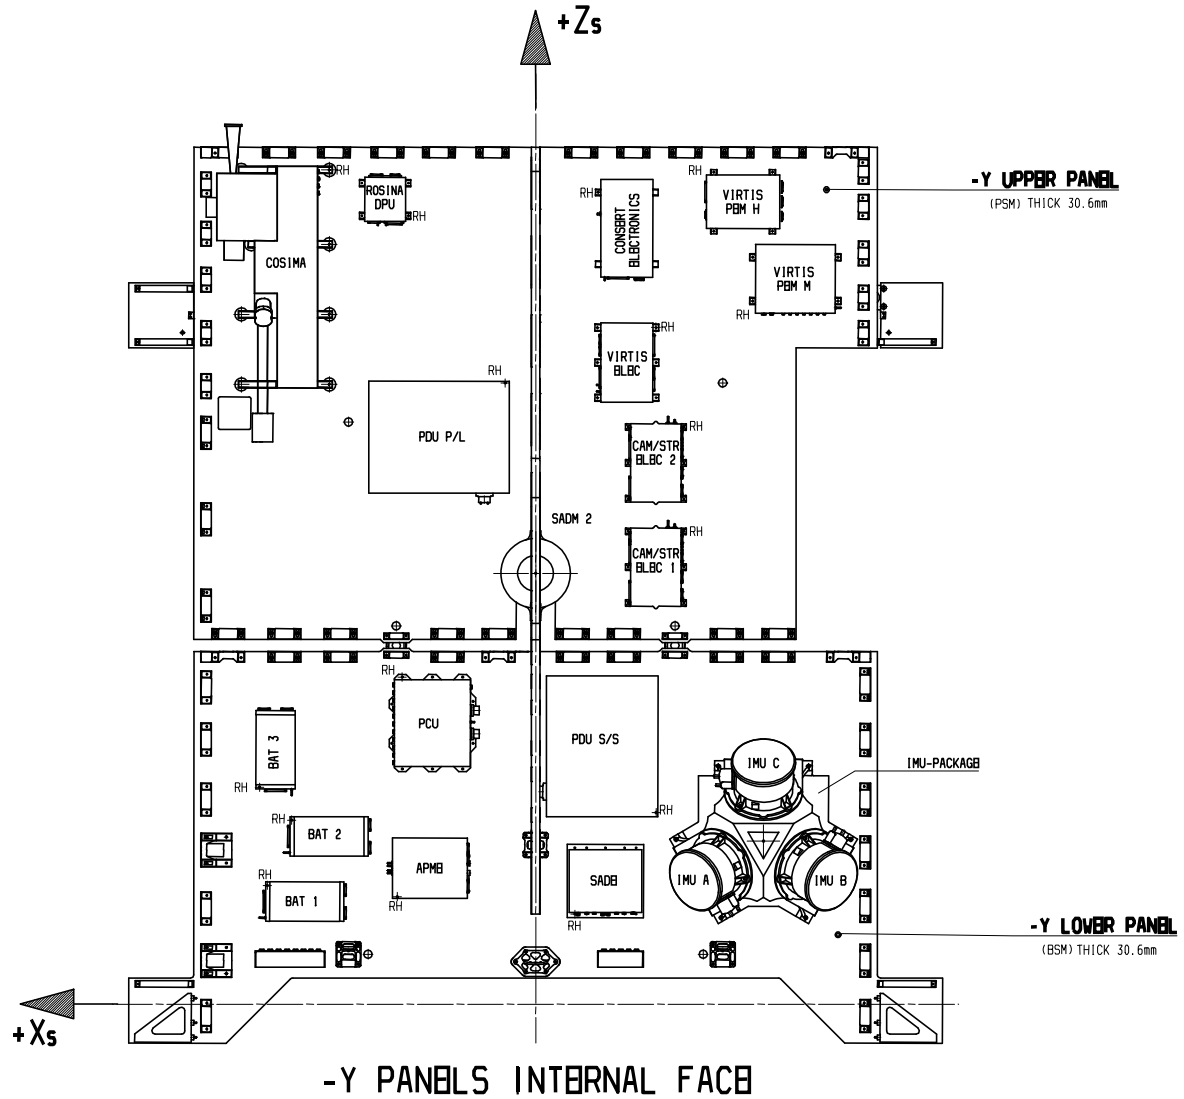 +Zs
-Y UPPER PANEL
(PSM) THICK 30.6mm
RH
ROSINA
DPU
RH
COSIMA
RH
CONSERT
ELECTRONICS
RH
VIRTIS
PEM H
VIRTIS
PEM M
RH
RH
VIRTIS
ELEC
RH
PDU P/L
RH
CAM/STR
ELEC 2
SADM 2
RH
CAM/STR
ELEC 1
RH
PCU
BAT 3
RH
PDU S/S
RH
IMU C
IMU-PACKAGE
RH
BAT 2
RH
BAT 1
APME
RH
SADE
RH
IMU A
IMU B
-Y LOWER PANEL
(BSM) THICK 30.6mm
+Xs
-Y PANELS INTERNAL FACE